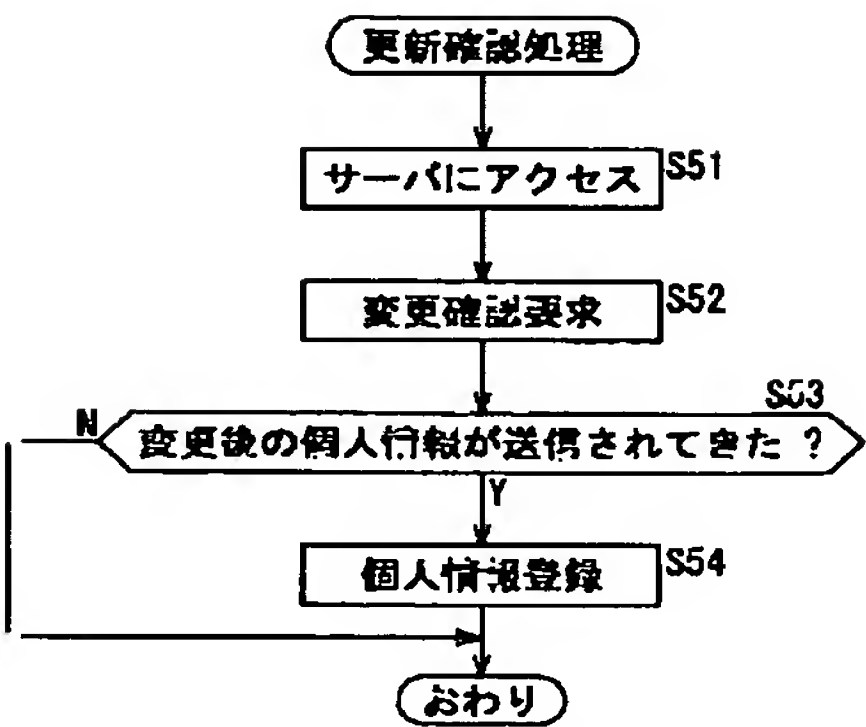 更新確認処理
サーバにアクセス S51
変更確認要求 S52
S53
N 変更後の個人情報が送信されてきた ?
Y
個人情報登録 S54
おわり